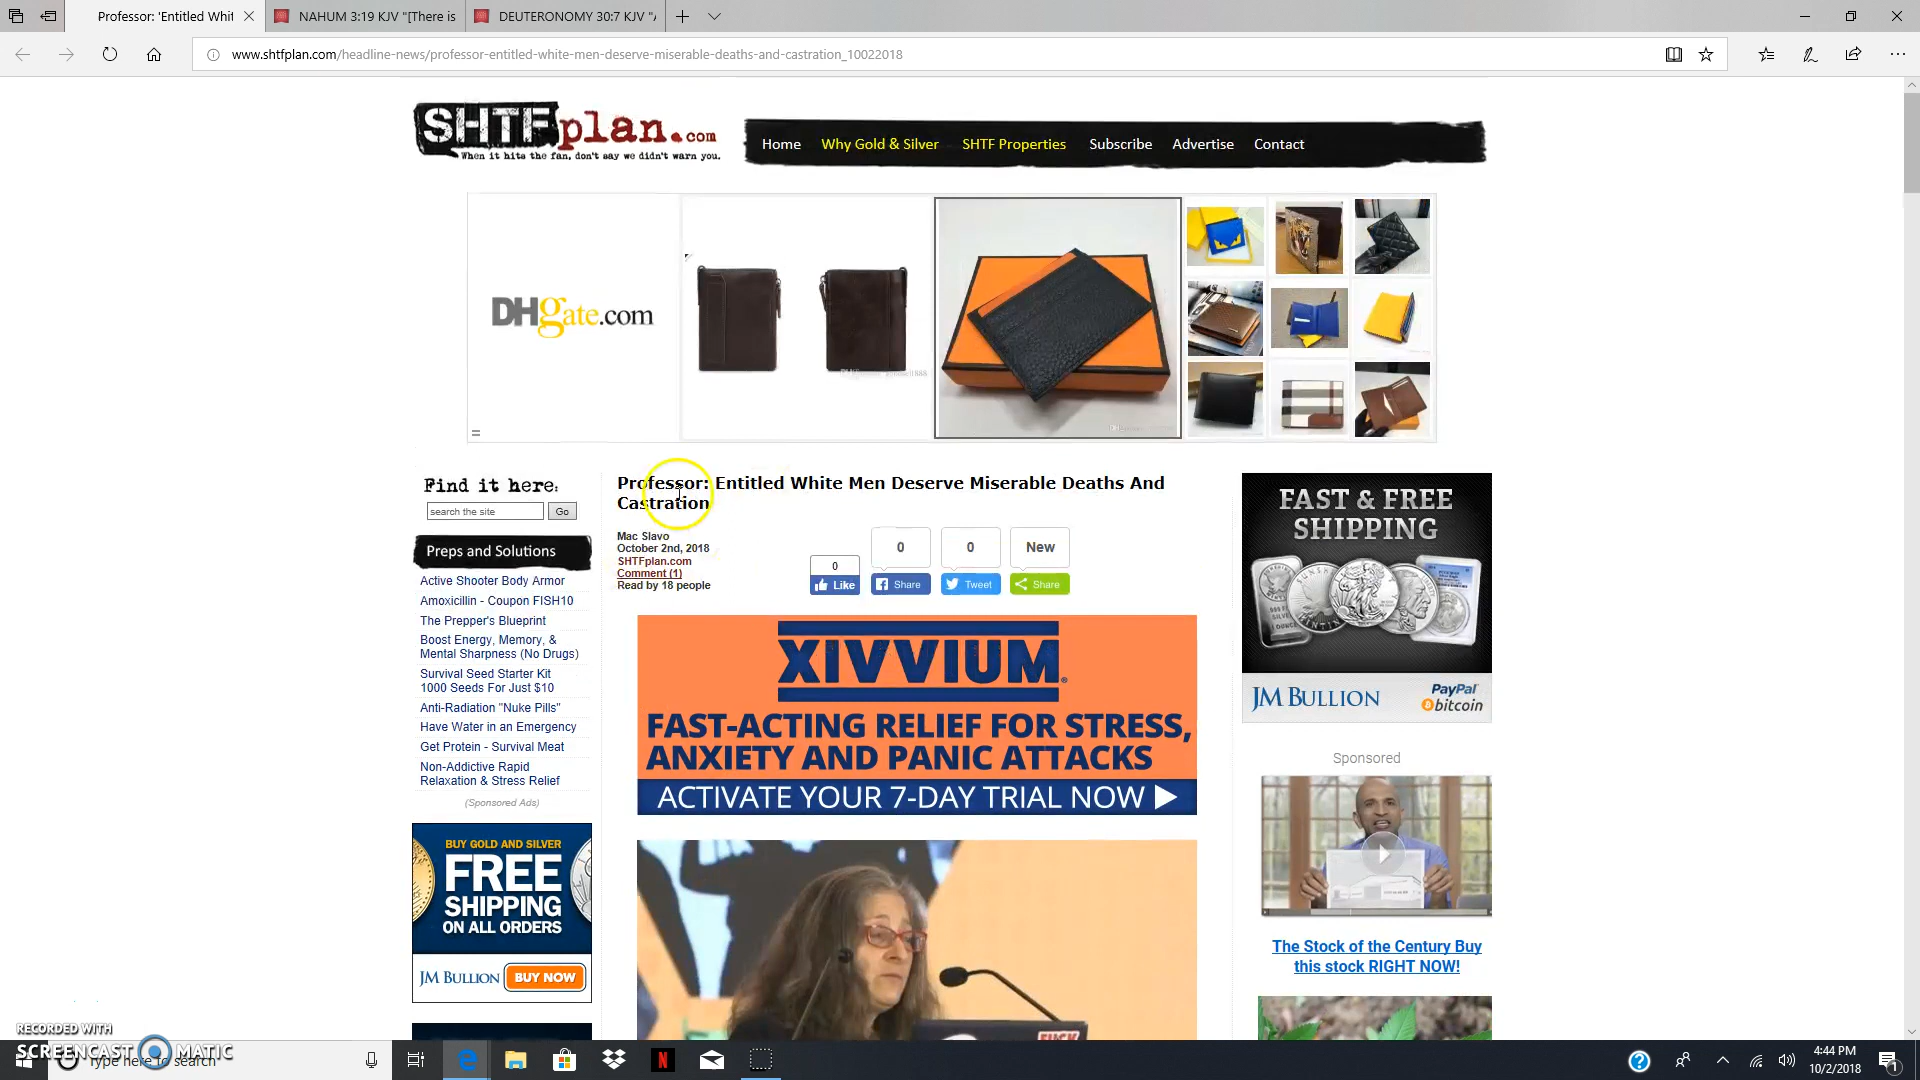 Professor: 'Entitled Whit
NAHUM 3:19 KJV "[There is
DEUTERONOMY 30:7 KJV "
www.shtfplan.com/headline-news/professor-entitled-white-men-deserve-miserable-deaths-and-castration_10022018
SHTFplan.com
When it hits the fan, don't say we didn't warn you.
Home Why Gold & Silver SHTF Properties Subscribe Advertise Contact
DHgate.com
Find it here:
search the site Go
Preps and Solutions
Active Shooter Body Armor
Amoxicillin - Coupon FISH10
The Prepper's Blueprint
Boost Energy, Memory, &
Mental Sharpness (No Drugs)
Survival Seed Starter Kit
1000 Seeds For Just $10
Anti-Radiation "Nuke Pills"
Have Water in an Emergency
Get Protein - Survival Meat
Non-Addictive Rapid
Relaxation & Stress Relief
(Sponsored Ads)
BUY GOLD AND SILVER
FREE
SHIPPING
ON ALL ORDERS
JM BULLION BUY NOW
Professor: Entitled White Men Deserve Miserable Deaths And
Castration
Mac Slavo
October 2nd, 2018
SHTFplan.com
Comment (1)
Read by 18 people
0
Like
0
Share
0
Tweet
New
Share
XIVVIUM®
FAST-ACTING RELIEF FOR STRESS,
ANXIETY AND PANIC ATTACKS
ACTIVATE YOUR 7-DAY TRIAL NOW
FAST & FREE
SHIPPING
JM BULLION
PayPal
bitcoin
Sponsored
The Stock of the Century Buy
this stock RIGHT NOW!
RECORDED WITH
SCREENCAST MATIC
Type here to search
4:44 PM
10/2/2018
1